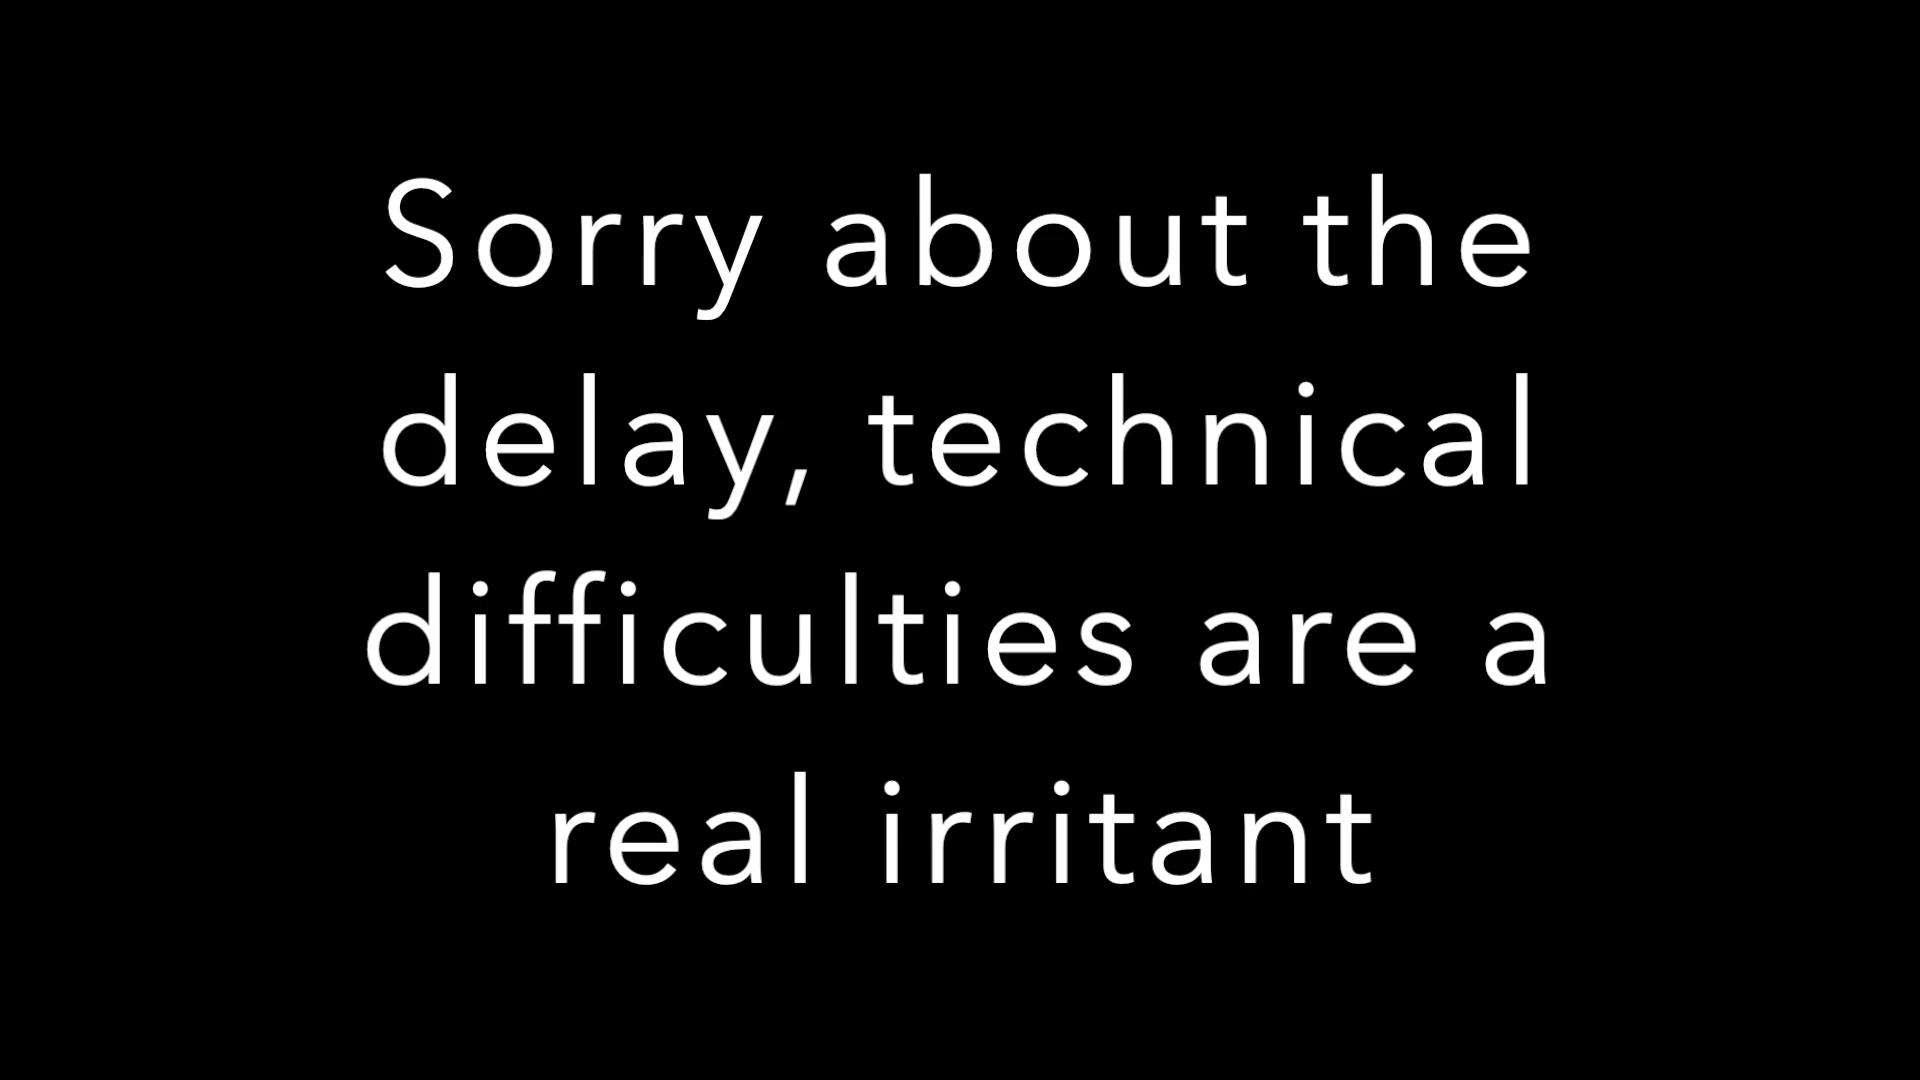 Sorry about the
delay, technical
difficulties are a
real irritant